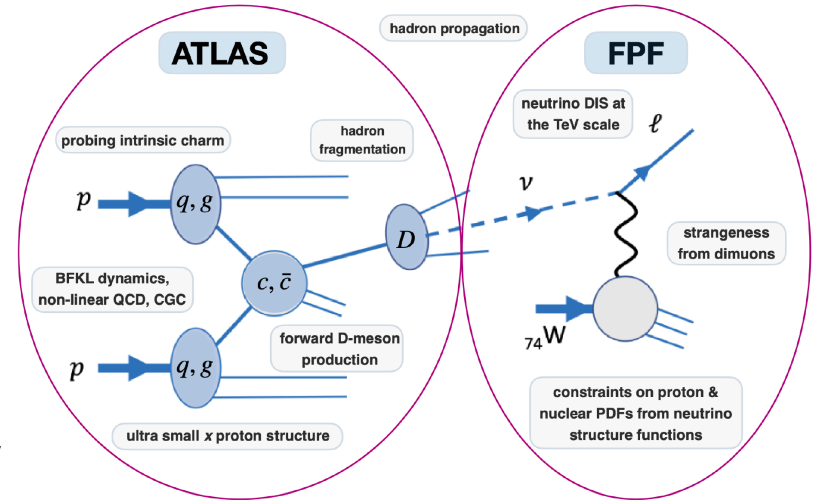 hadron propagation
ATLAS
FPF
neutrino DIS at
the TeV scale
ℓ
probing intrinsic charm
hadron
fragmentation
p
q, g
ν
D
strangeness
from dimuons
BFKL dynamics,
non-linear QCD, CGC
c, c̄
₇₄W
forward D-meson
production
p
q, g
constraints on proton &
nuclear PDFs from neutrino
structure functions
ultra small x proton structure